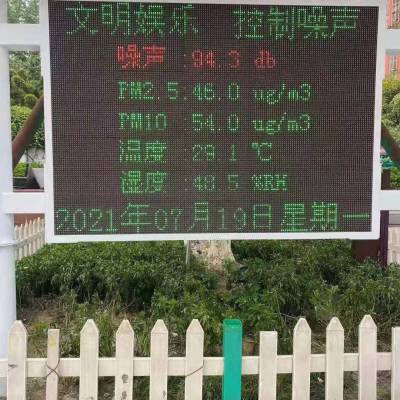 文明娱乐 控制噪声
噪声:94.3 db
PM2.5:46.0 ug/m3
PM10 :54.0 ug/m3
温度:29.1 ℃
湿度:48.5 %RH
2021年07月19日星期一